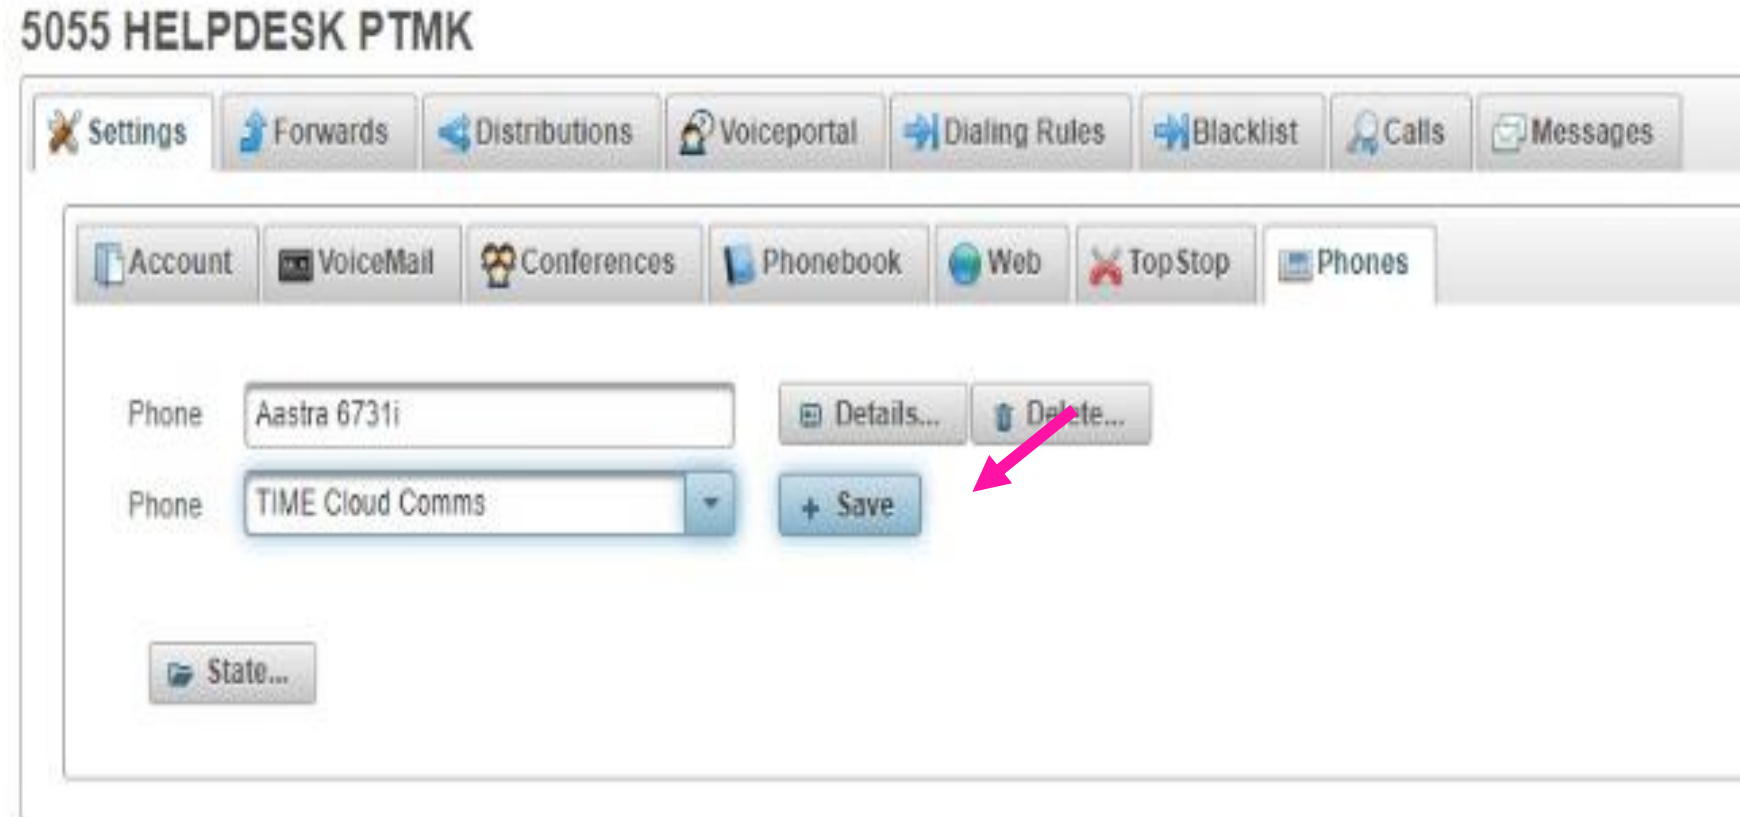 5055 HELPDESK PTMK
Settings Forwards Distributions Voiceportal Dialing Rules Blacklist Calls Messages
Account VoiceMail Conferences Phonebook Web TopStop Phones
Phone Aastra 6731i Details... Delete...
Phone TIME Cloud Comms + Save
State...